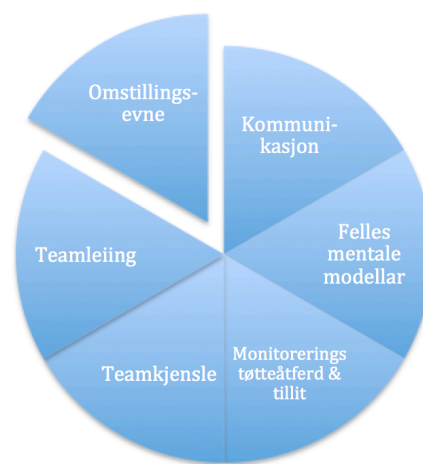 Omstillings-
evne
Kommuni-
kasjon
Felles
mentale
modellar
Monitorerings
tøtteåtferd &
tillit
Teamkjensle
Teamleiing